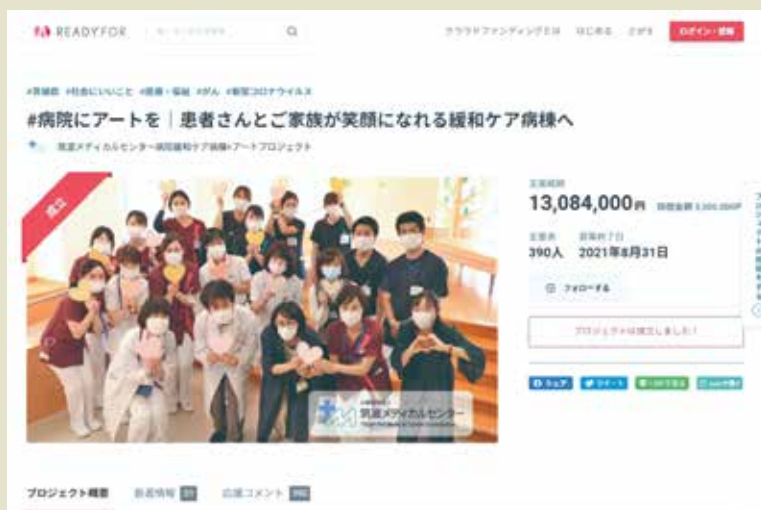 READYFOR
クラウドファンディングとは はじめる さがす ログイン・登録
#茨城県 #社会にいいこと #医療・福祉 #がん #新型コロナウイルス
#病院にアートを|患者さんとご家族が笑顔になれる緩和ケア病棟へ
筑波メディカルセンター病院緩和ケア病棟×アートプロジェクト
成立
支援総額
13,084,000円
支援者 募集終了日
390人 2021年8月31日
フォローする
プロジェクトは成立しました!
シェア ツイート
筑波メディカルセンター
プロジェクト概要 新着情報 応援コメント